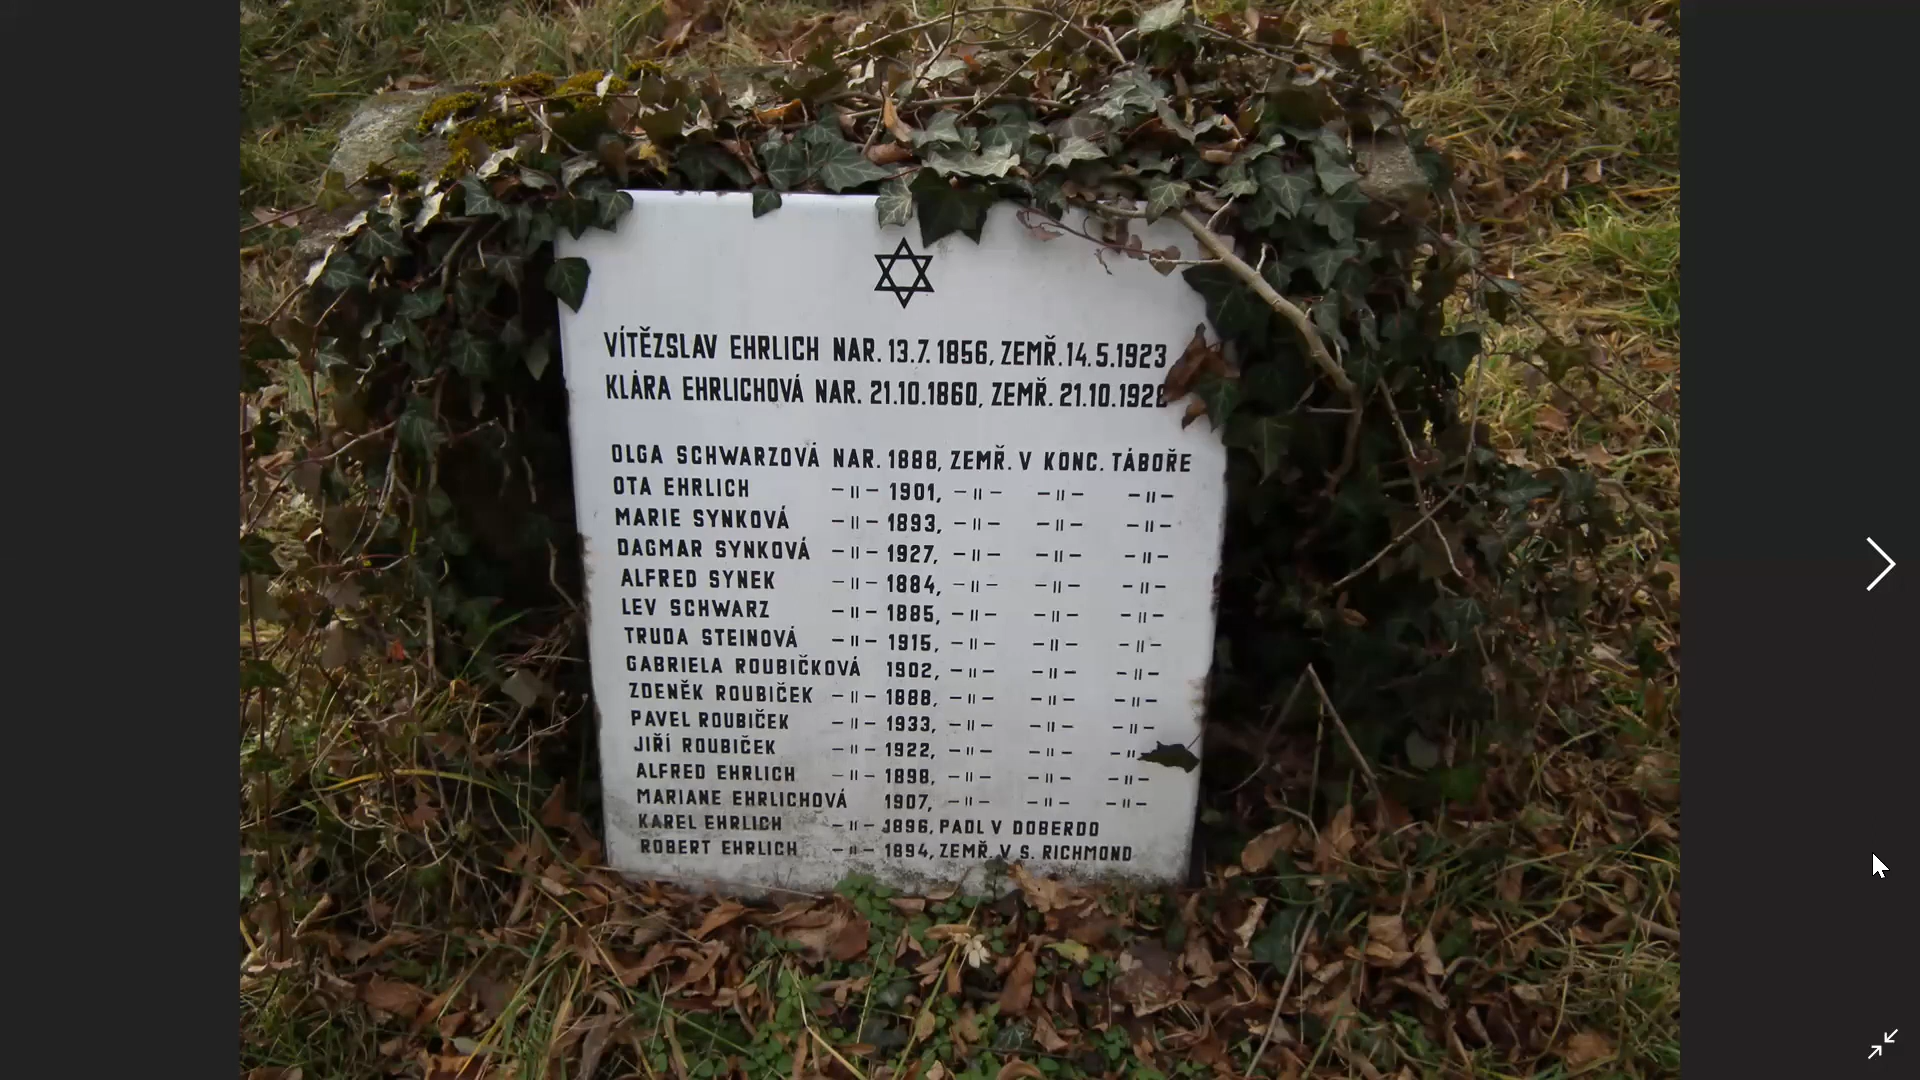 VÍTĚZSLAV EHRLICH NAR. 13.7.1856, ZEMŘ. 14.5.1923
KLÁRA EHRLICHOVÁ NAR. 21.10.1860, ZEMŘ. 21.10.1928
OLGA SCHWARZOVÁ NAR. 1888, ZEMŘ. V KONC. TÁBOŘE
OTA EHRLICH –〃– 1901, –〃– –〃– –〃–
MARIE SYNKOVÁ –〃– 1893, –〃– –〃– –〃–
DAGMAR SYNKOVÁ –〃– 1927, –〃– –〃– –〃–
ALFRED SYNEK –〃– 1884, –〃– –〃– –〃–
LEV SCHWARZ –〃– 1885, –〃– –〃– –〃–
TRUDA STEINOVÁ –〃– 1915, –〃– –〃– –〃–
GABRIELA ROUBIČKOVÁ 1902, –〃– –〃– –〃–
ZDENĚK ROUBIČEK –〃– 1888, –〃– –〃– –〃–
PAVEL ROUBIČEK –〃– 1933, –〃– –〃– –〃–
JIŘÍ ROUBIČEK –〃– 1922, –〃– –〃– –〃–
ALFRED EHRLICH –〃– 1898, –〃– –〃– –〃–
MARIANE EHRLICHOVÁ 1907, –〃– –〃– –〃–
KAREL EHRLICH –〃– 1896, PADL V DOBERDO
ROBERT EHRLICH –〃– 1894, ZEMŘ. V S. RICHMOND